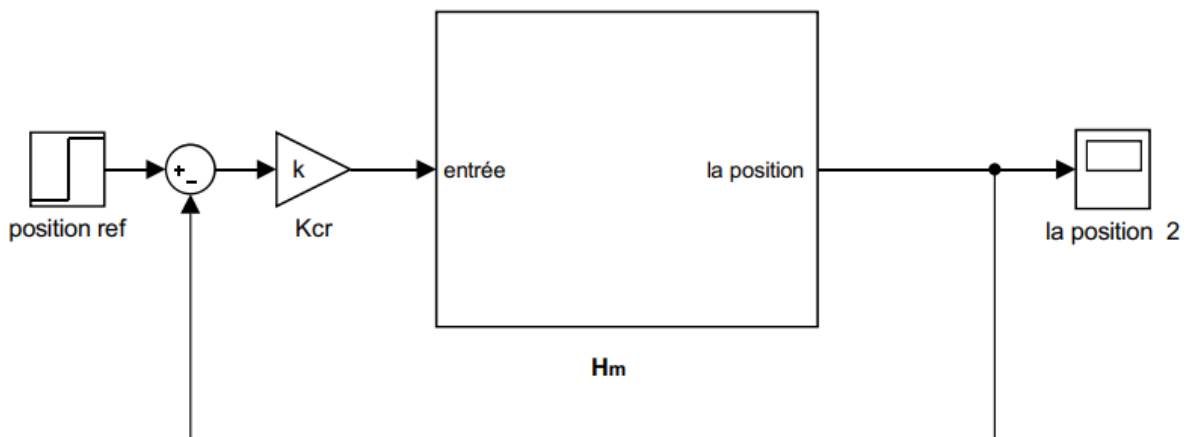 position ref
+
-
k
Kcr
entrée
la position
Hm
la position 2